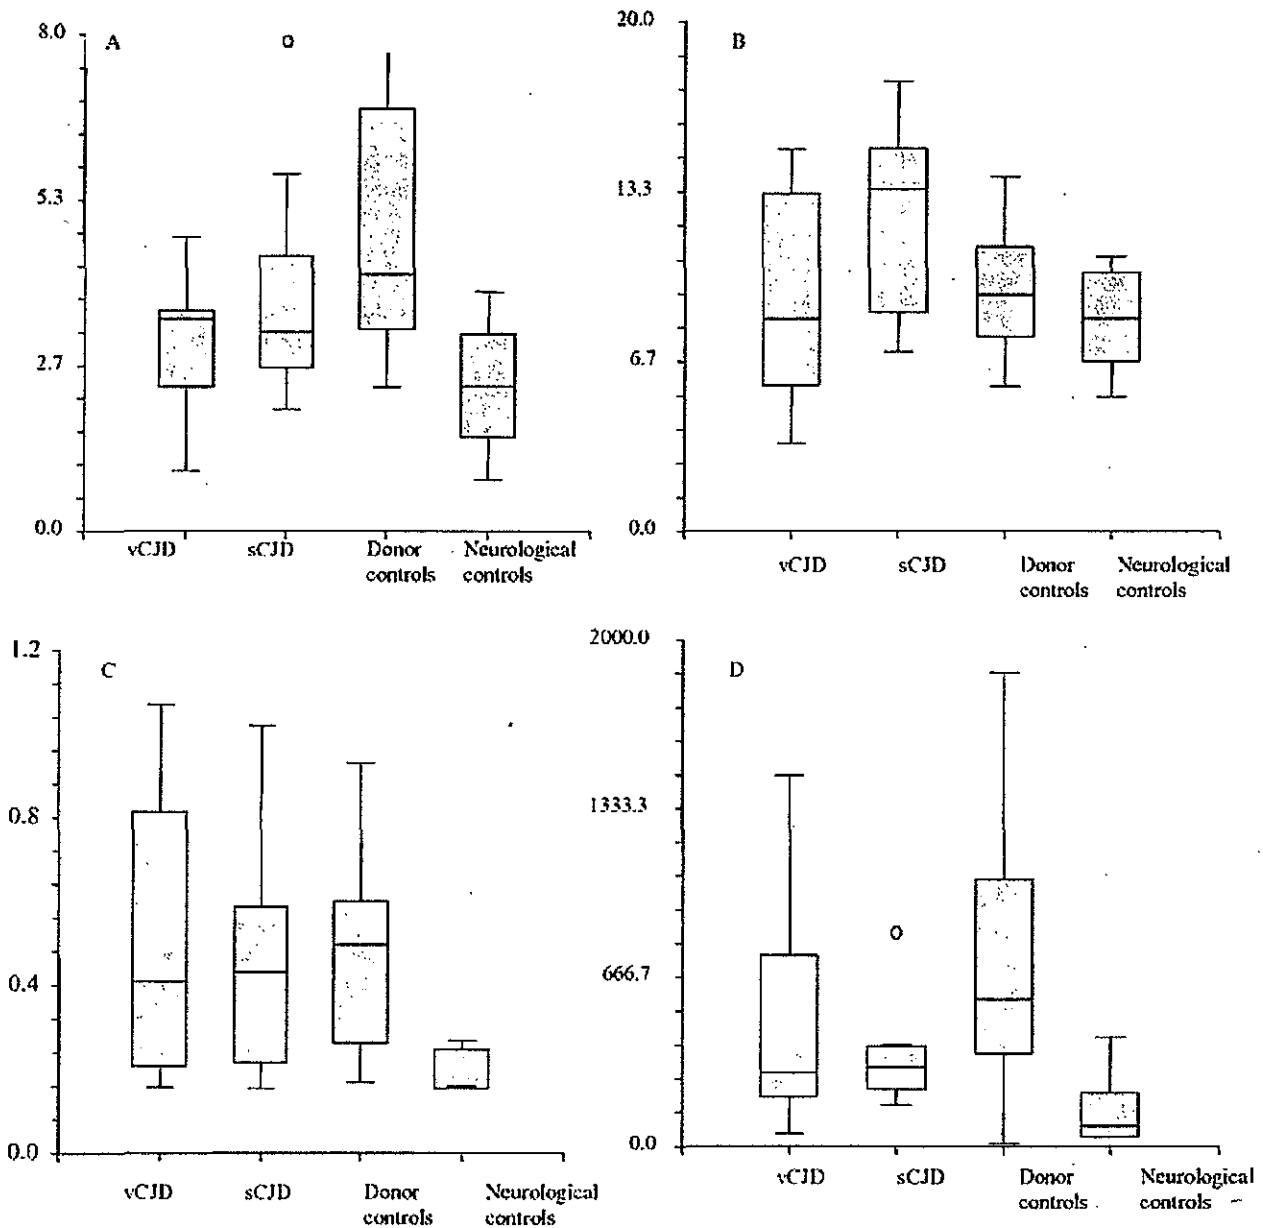 8.0
A
5.3
2.7
0.0
vCJD sCJD Donor controls Neurological controls
20.0
B
13.3
6.7
0.0
vCJD sCJD Donor controls Neurological controls
1.2
C
0.8
0.4
0.0
vCJD sCJD Donor controls Neurological controls
2000.0
D
1333.3
666.7
0.0
vCJD sCJD Donor controls Neurological controls